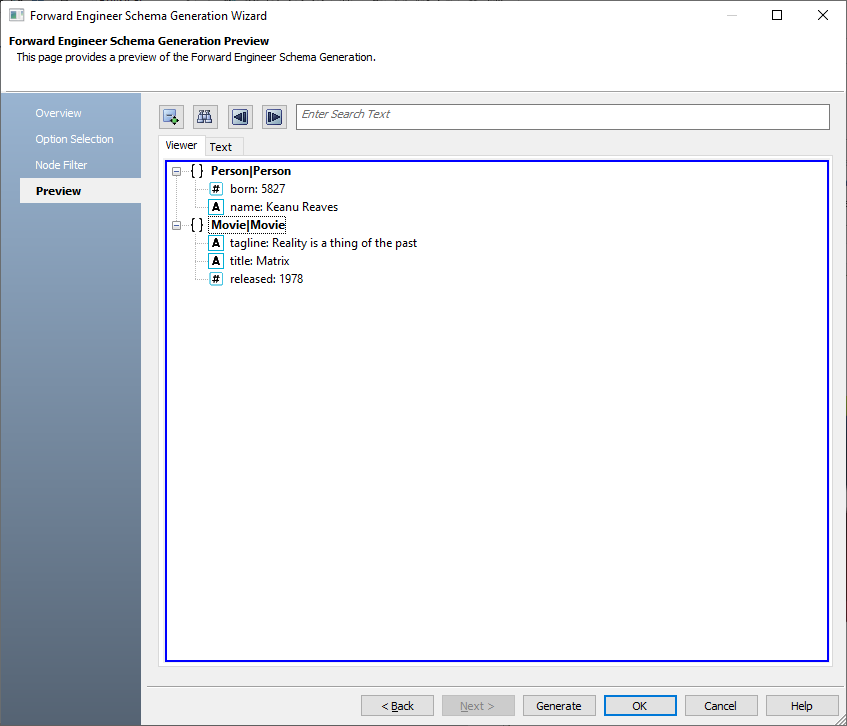 Forward Engineer Schema Generation Wizard
Forward Engineer Schema Generation Preview
This page provides a preview of the Forward Engineer Schema Generation.
Overview
Option Selection
Node Filter
Preview
Enter Search Text
Viewer Text
{ } Person|Person
# born: 5827
A name: Keanu Reaves
{ } Movie|Movie
A tagline: Reality is a thing of the past
A title: Matrix
# released: 1978
< Back Next > Generate OK Cancel Help